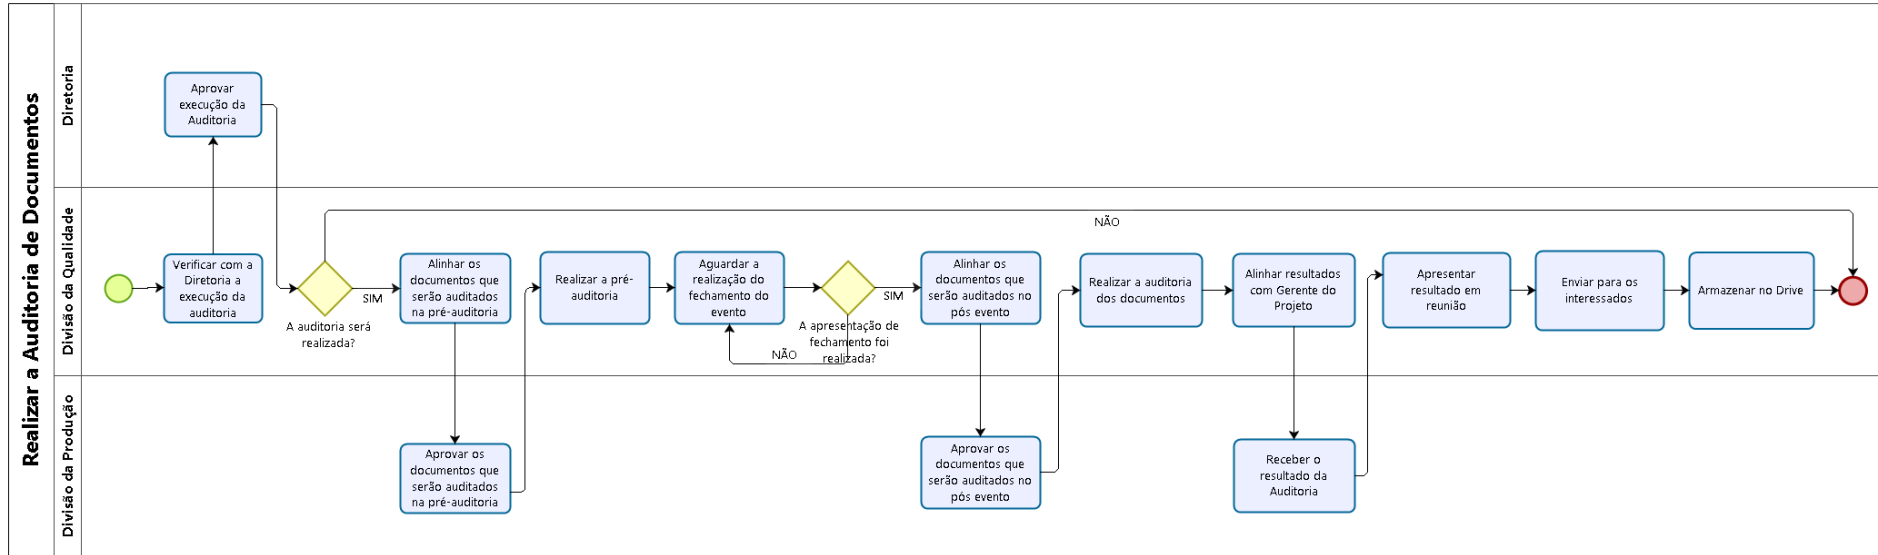 Realizar a Auditoria de Documentos
Diretoria
Aprovar
execução da
Auditoria
Divisão da Qualidade
Verificar com a
Diretoria a
execução da
auditoria
A auditoria será
realizada?
SIM
NÃO
Alinhar os
documentos que
serão auditados
na pré-auditoria
Realizar a pré-
auditoria
Aguardar a
realização do
fechamento do
evento
A apresentação de
fechamento foi
realizada?
NÃO
SIM
Alinhar os
documentos que
serão auditados no
pós evento
Realizar a auditoria
dos documentos
Alinhar resultados
com Gerente do
Projeto
Apresentar
resultado em
reunião
Enviar para os
interessados
Armazenar no Drive
Divisão da Produção
Aprovar os
documentos que
serão auditados
na pré-auditoria
Aprovar os
documentos que
serão auditados no
pós evento
Receber o
resultado da
Auditoria